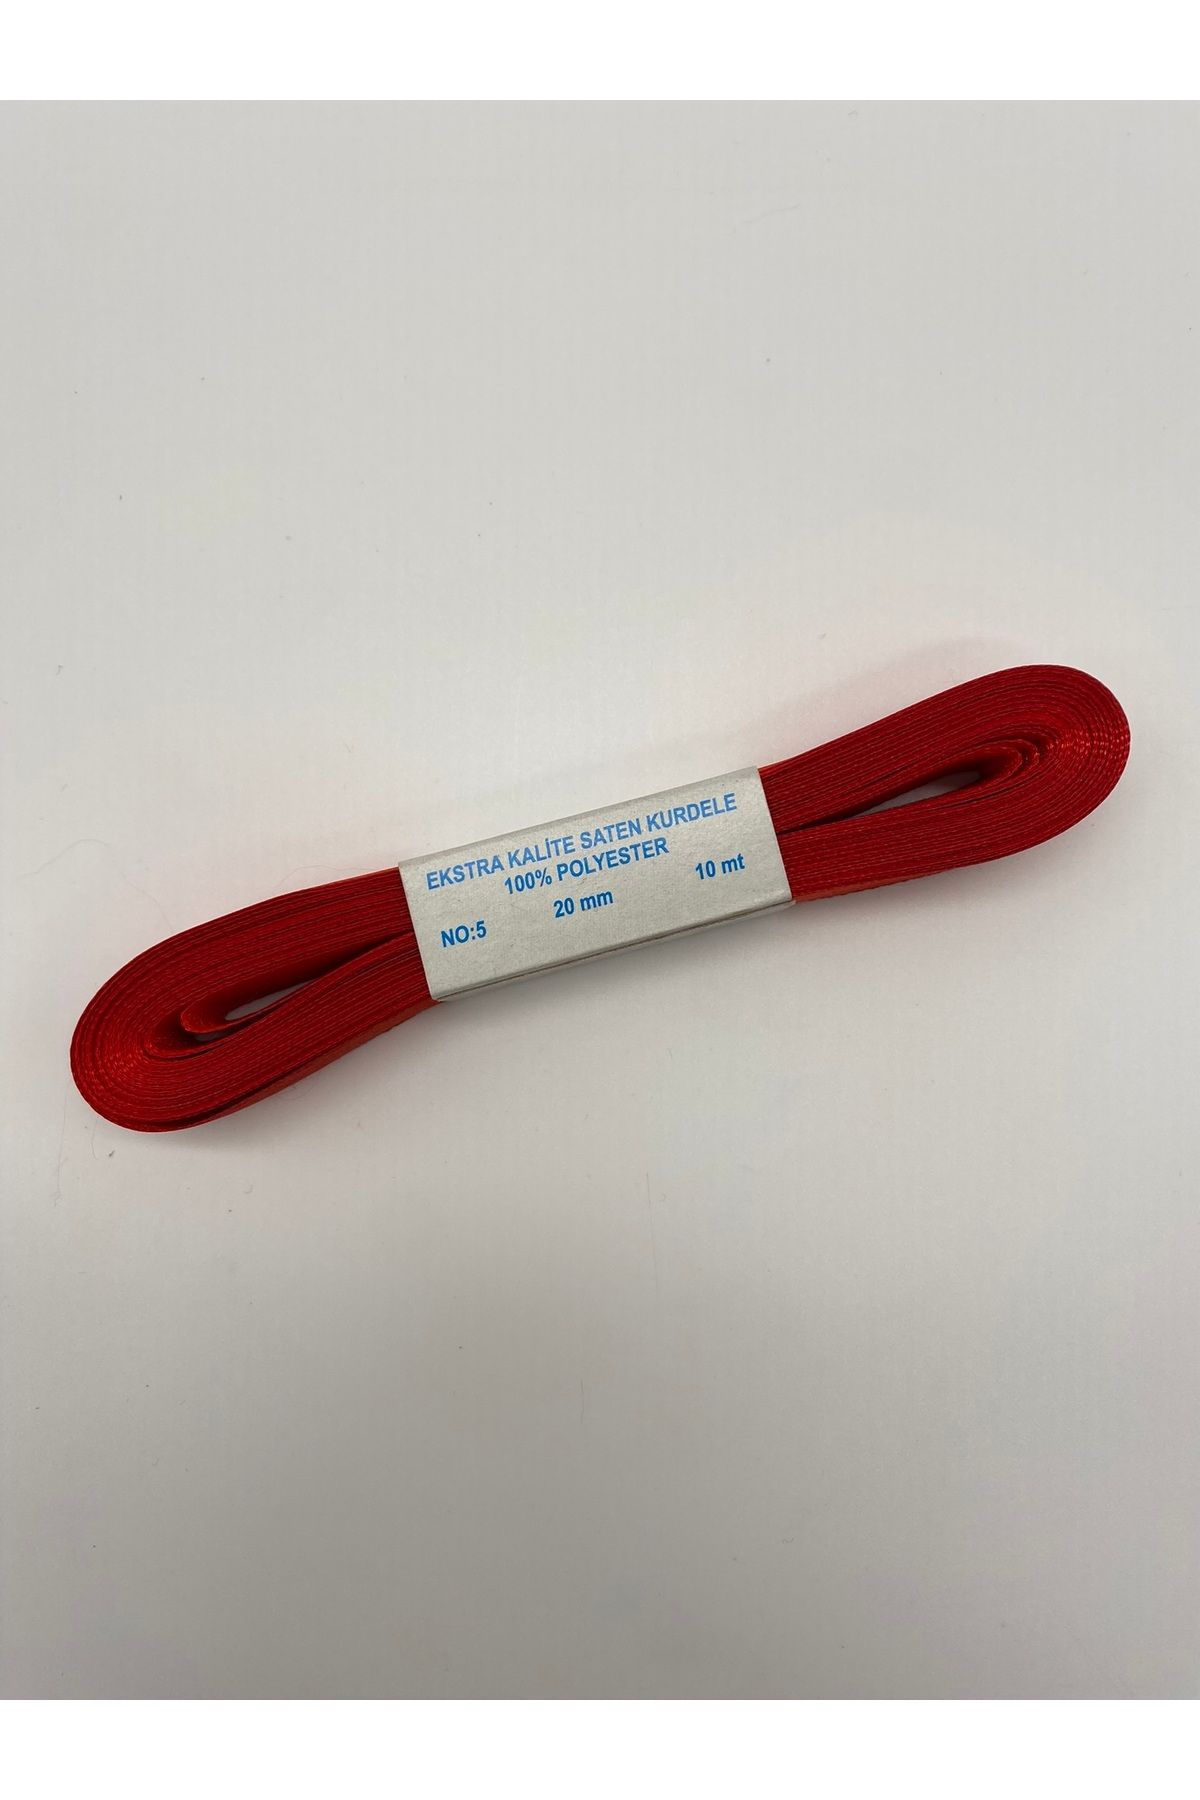 EKSTRA KALİTE SATEN KURDELE
100% POLYESTER
NO:5 20 mm 10 mt